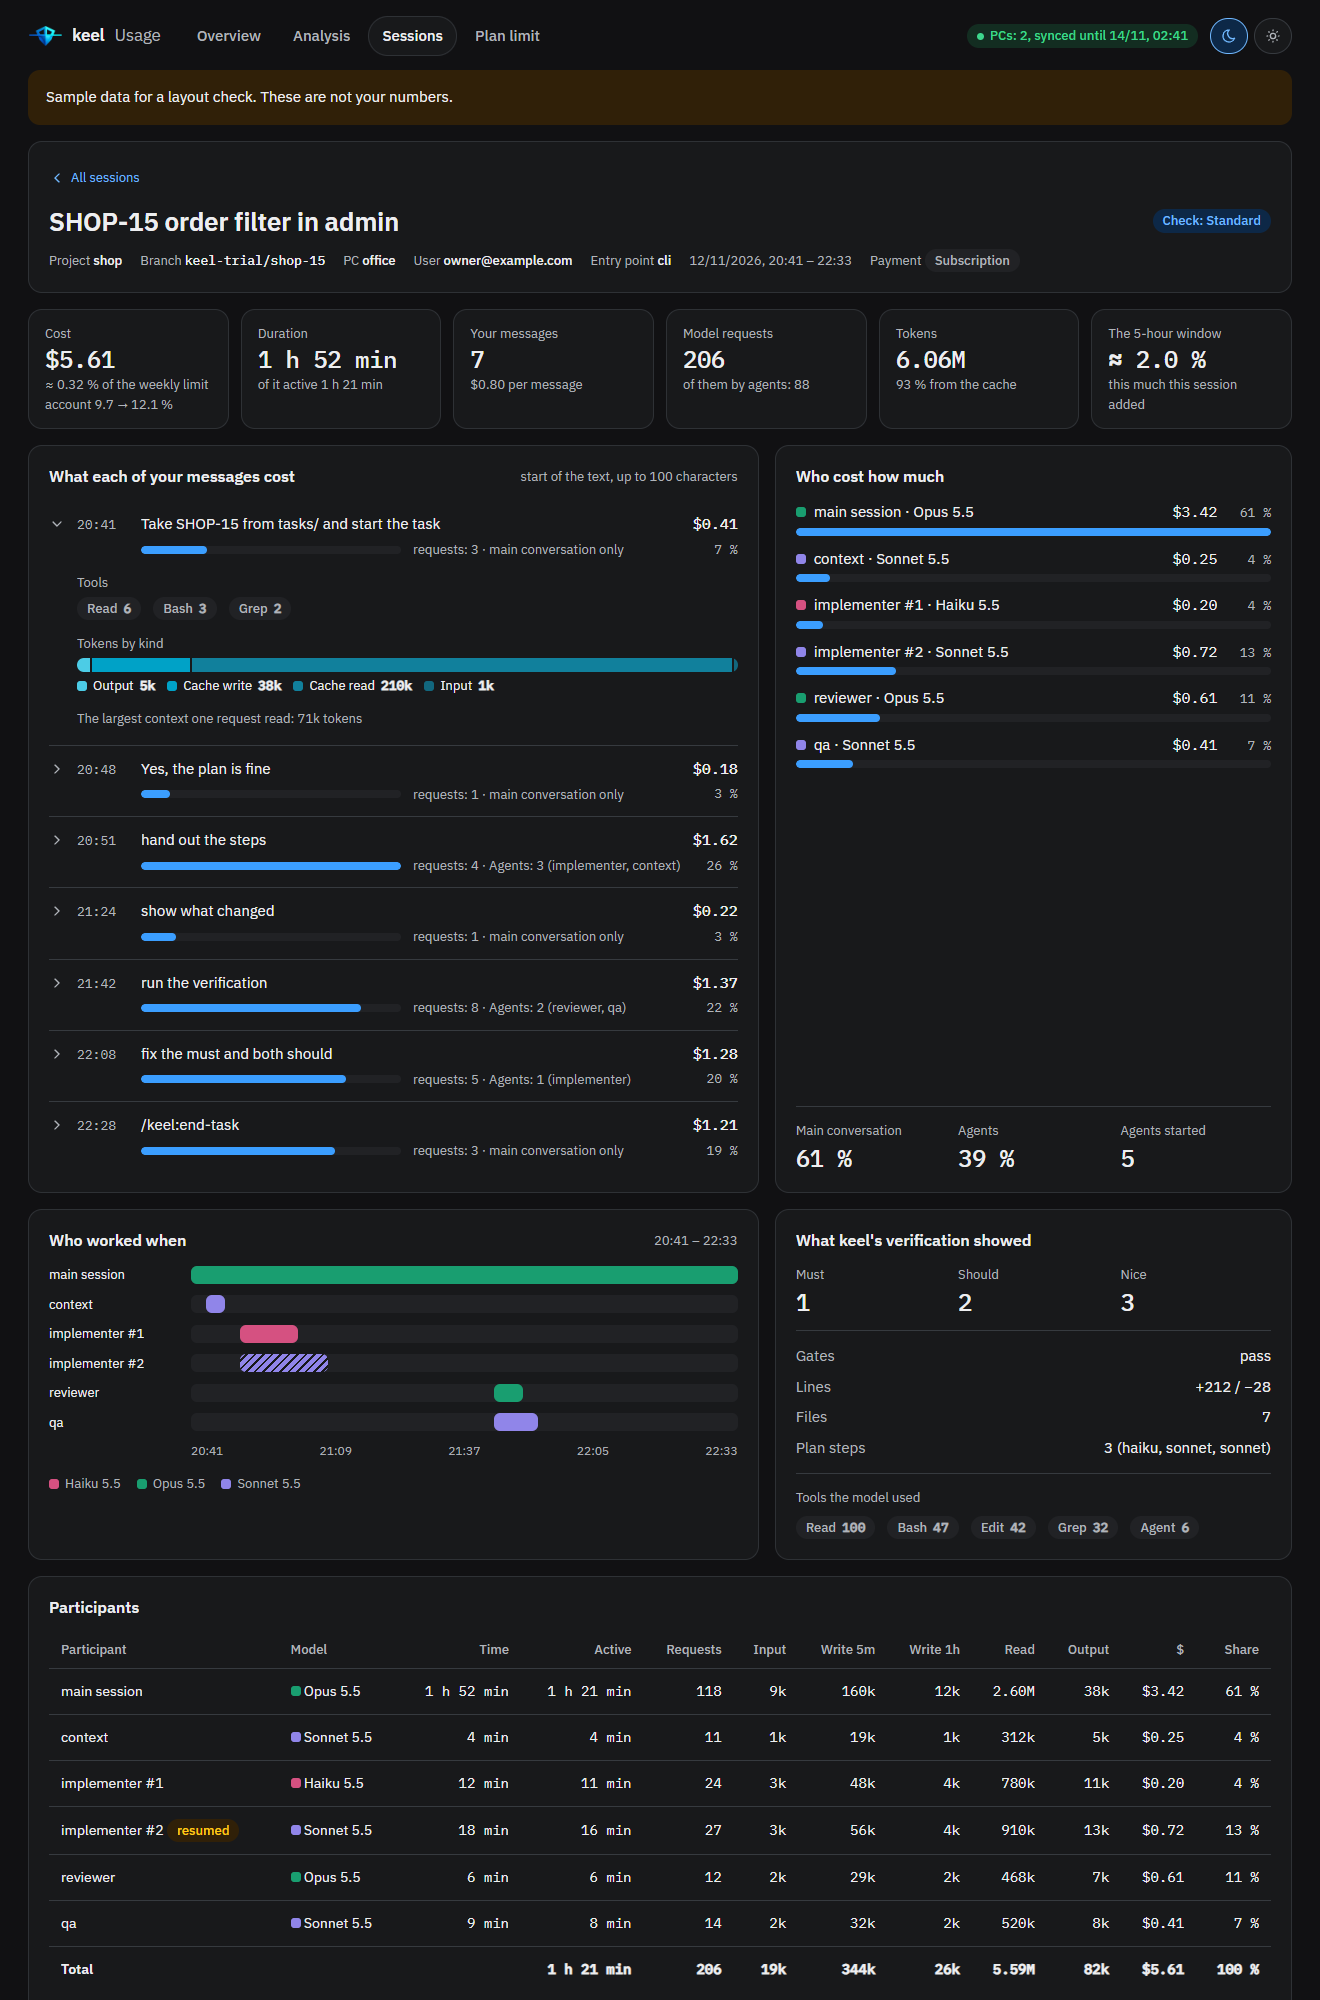 keel Usage Overview Analysis Sessions Plan limit PCs: 2, synced until 14/11, 02:41
Sample data for a layout check. These are not your numbers.
All sessions
SHOP-15 order filter in admin Check: Standard
Project shop Branch keel-trial/shop-15 PC office User owner@example.com Entry point cli 12/11/2026, 20:41 – 22:33 Payment Subscription
Cost
$5.61
≈ 0.32 % of the weekly limit
account 9.7 → 12.1 %
Duration
1 h 52 min
of it active 1 h 21 min
Your messages
7
$0.80 per message
Model requests
206
of them by agents: 88
Tokens
6.06M
93 % from the cache
The 5-hour window
≈ 2.0 %
this much this session
added
What each of your messages cost start of the text, up to 100 characters
20:41 Take SHOP-15 from tasks/ and start the task $0.41
requests: 3 · main conversation only 7 %
Tools
Read 6 Bash 3 Grep 2
Tokens by kind
Output 5k Cache write 38k Cache read 210k Input 1k
The largest context one request read: 71k tokens
20:48 Yes, the plan is fine $0.18
requests: 1 · main conversation only 3 %
20:51 hand out the steps $1.62
requests: 4 · Agents: 3 (implementer, context) 26 %
21:24 show what changed $0.22
requests: 1 · main conversation only 3 %
21:42 run the verification $1.37
requests: 8 · Agents: 2 (reviewer, qa) 22 %
22:08 fix the must and both should $1.28
requests: 5 · Agents: 1 (implementer) 20 %
22:28 /keel:end-task $1.21
requests: 3 · main conversation only 19 %
Who cost how much
main session · Opus 5.5 $3.42 61 %
context · Sonnet 5.5 $0.25 4 %
implementer #1 · Haiku 5.5 $0.20 4 %
implementer #2 · Sonnet 5.5 $0.72 13 %
reviewer · Opus 5.5 $0.61 11 %
qa · Sonnet 5.5 $0.41 7 %
Main conversation Agents Agents started
61 % 39 % 5
Who worked when 20:41 – 22:33
main session
context
implementer #1
implementer #2
reviewer
qa
20:41 21:09 21:37 22:05 22:33
Haiku 5.5 Opus 5.5 Sonnet 5.5
What keel's verification showed
Must Should Nice
1 2 3
Gates pass
Lines +212 / −28
Files 7
Plan steps 3 (haiku, sonnet, sonnet)
Tools the model used
Read 100 Bash 47 Edit 42 Grep 32 Agent 6
Participants
Participant Model Time Active Requests Input Write 5m Write 1h Read Output $ Share
main session Opus 5.5 1 h 52 min 1 h 21 min 118 9k 160k 12k 2.60M 38k $3.42 61 %
context Sonnet 5.5 4 min 4 min 11 1k 19k 1k 312k 5k $0.25 4 %
implementer #1 Haiku 5.5 12 min 11 min 24 3k 48k 4k 780k 11k $0.20 4 %
implementer #2 resumed Sonnet 5.5 18 min 16 min 27 3k 56k 4k 910k 13k $0.72 13 %
reviewer Opus 5.5 6 min 6 min 12 2k 29k 2k 468k 7k $0.61 11 %
qa Sonnet 5.5 9 min 8 min 14 2k 32k 2k 520k 8k $0.41 7 %
Total 1 h 21 min 206 19k 344k 26k 5.59M 82k $5.61 100 %